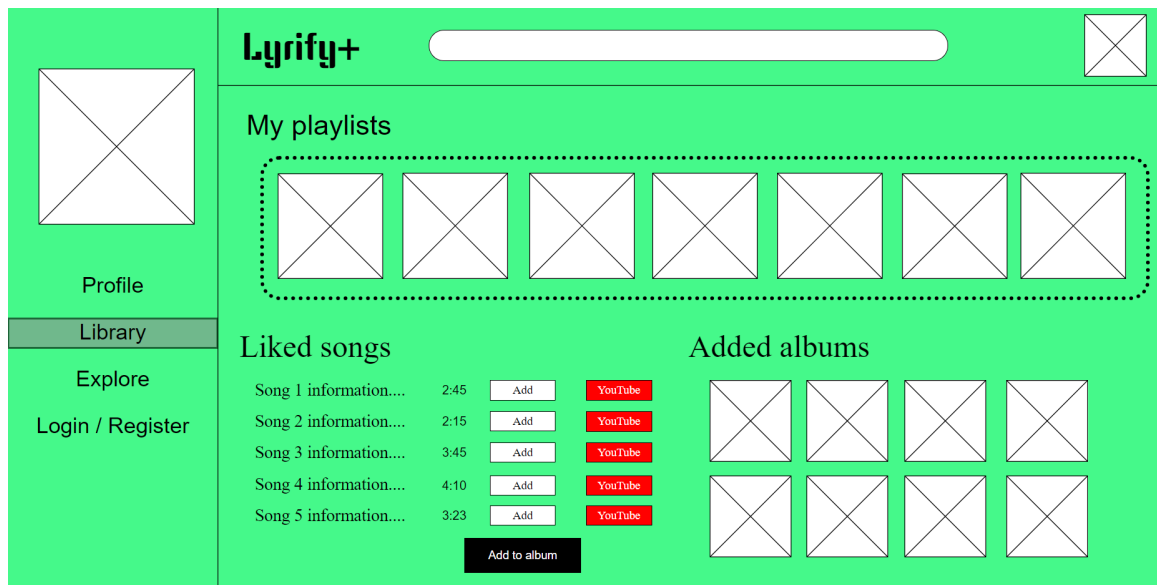 Lyrify+
My playlists
Profile
Library
Explore
Login / Register
Liked songs
Song 1 information.... 2:45 Add YouTube
Song 2 information.... 2:15 Add YouTube
Song 3 information.... 3:45 Add YouTube
Song 4 information.... 4:10 Add YouTube
Song 5 information.... 3:23 Add YouTube
Add to album
Added albums